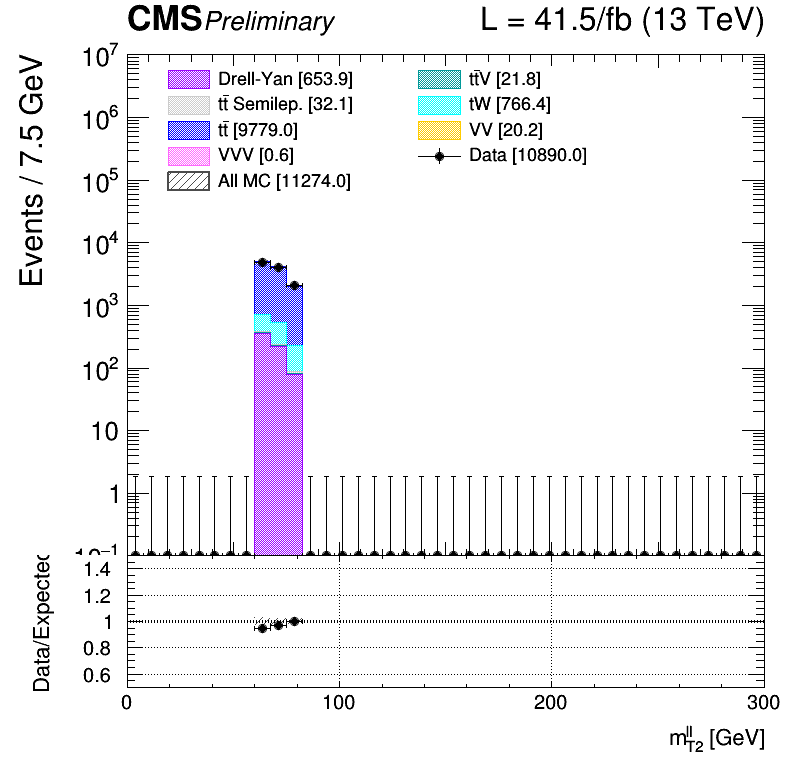 CMS Preliminary L = 41.5/fb (13 TeV)
Events / 7.5 GeV
10⁷
10⁶
10⁵
10⁴
10³
10²
10
1
10⁻¹
Drell-Yan [653.9]
tt̄ Semilep. [32.1]
tt̄ [9779.0]
VVV [0.6]
All MC [11274.0]
tt̄V [21.8]
tW [766.4]
VV [20.2]
Data [10890.0]
Data/Expected
1.4
1.2
1
0.8
0.6
0 100 200 300
m_{T2}^{ll} [GeV]